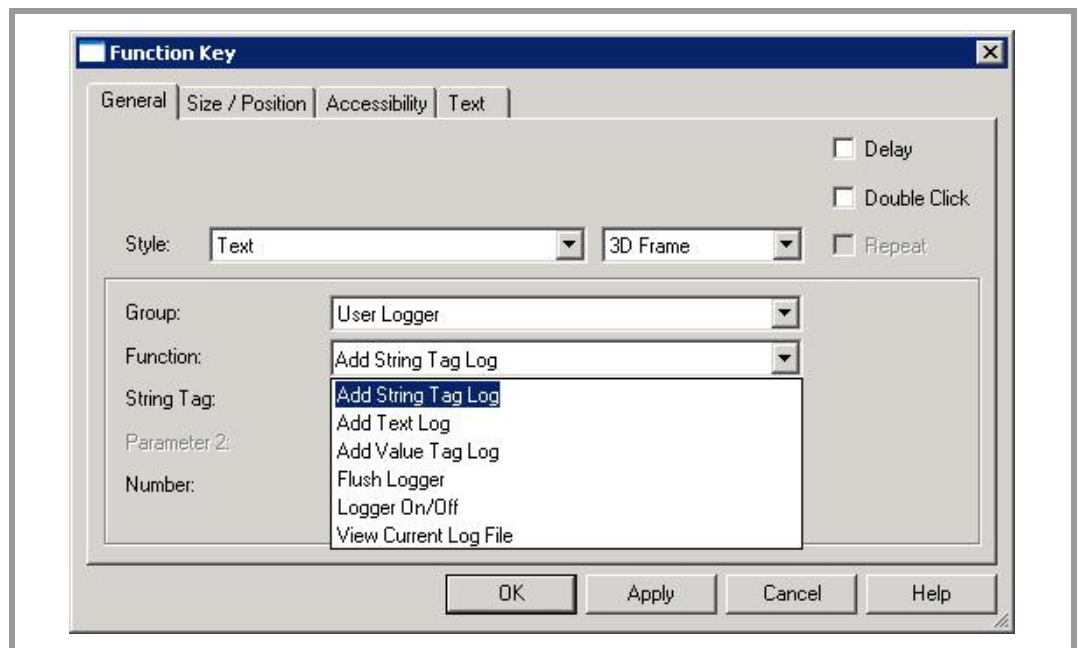 Function Key
General Size / Position Accessibility Text
Delay
Double Click
Style: Text 3D Frame Repeat
Group: User Logger
Function: Add String Tag Log
String Tag: Add String Tag Log
Add Text Log
Parameter 2: Add Value Tag Log
Number: Flush Logger
Logger On/Off
View Current Log File
OK Apply Cancel Help